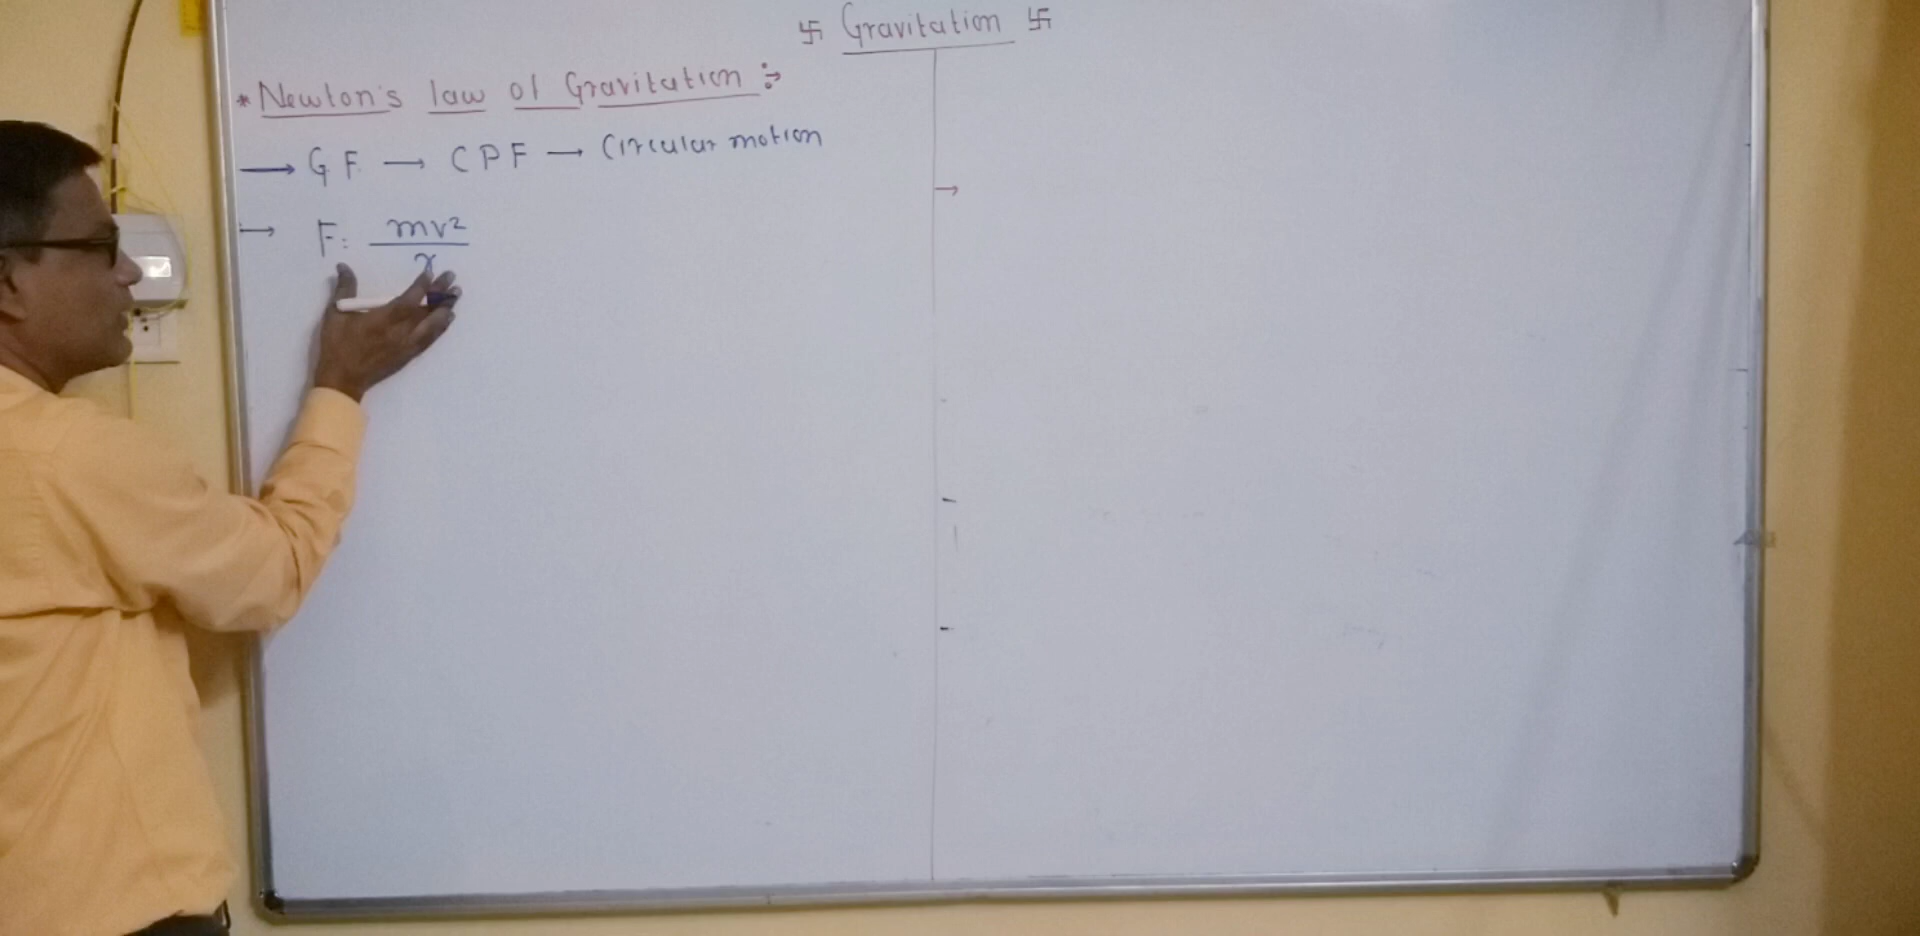 卐 Gravitation 卐
* Newton's law of Gravitation :→
→ G F → C P F → Circular motion
→ F = mv² / r
→